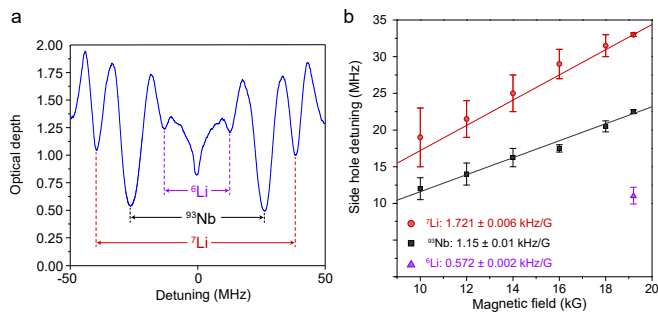 a
Optical depth
2.00
1.75
1.50
1.25
1.00
0.75
0.50
0.25
0.00
⁶Li
⁹³Nb
⁷Li
-50
0
50
Detuning (MHz)
b
Side hole detuning (MHz)
35
30
25
20
15
10
5
0
⁷Li: 1.721 ± 0.006 kHz/G
⁹³Nb: 1.15 ± 0.01 kHz/G
⁶Li: 0.572 ± 0.002 kHz/G
10
12
14
16
18
20
Magnetic field (kG)